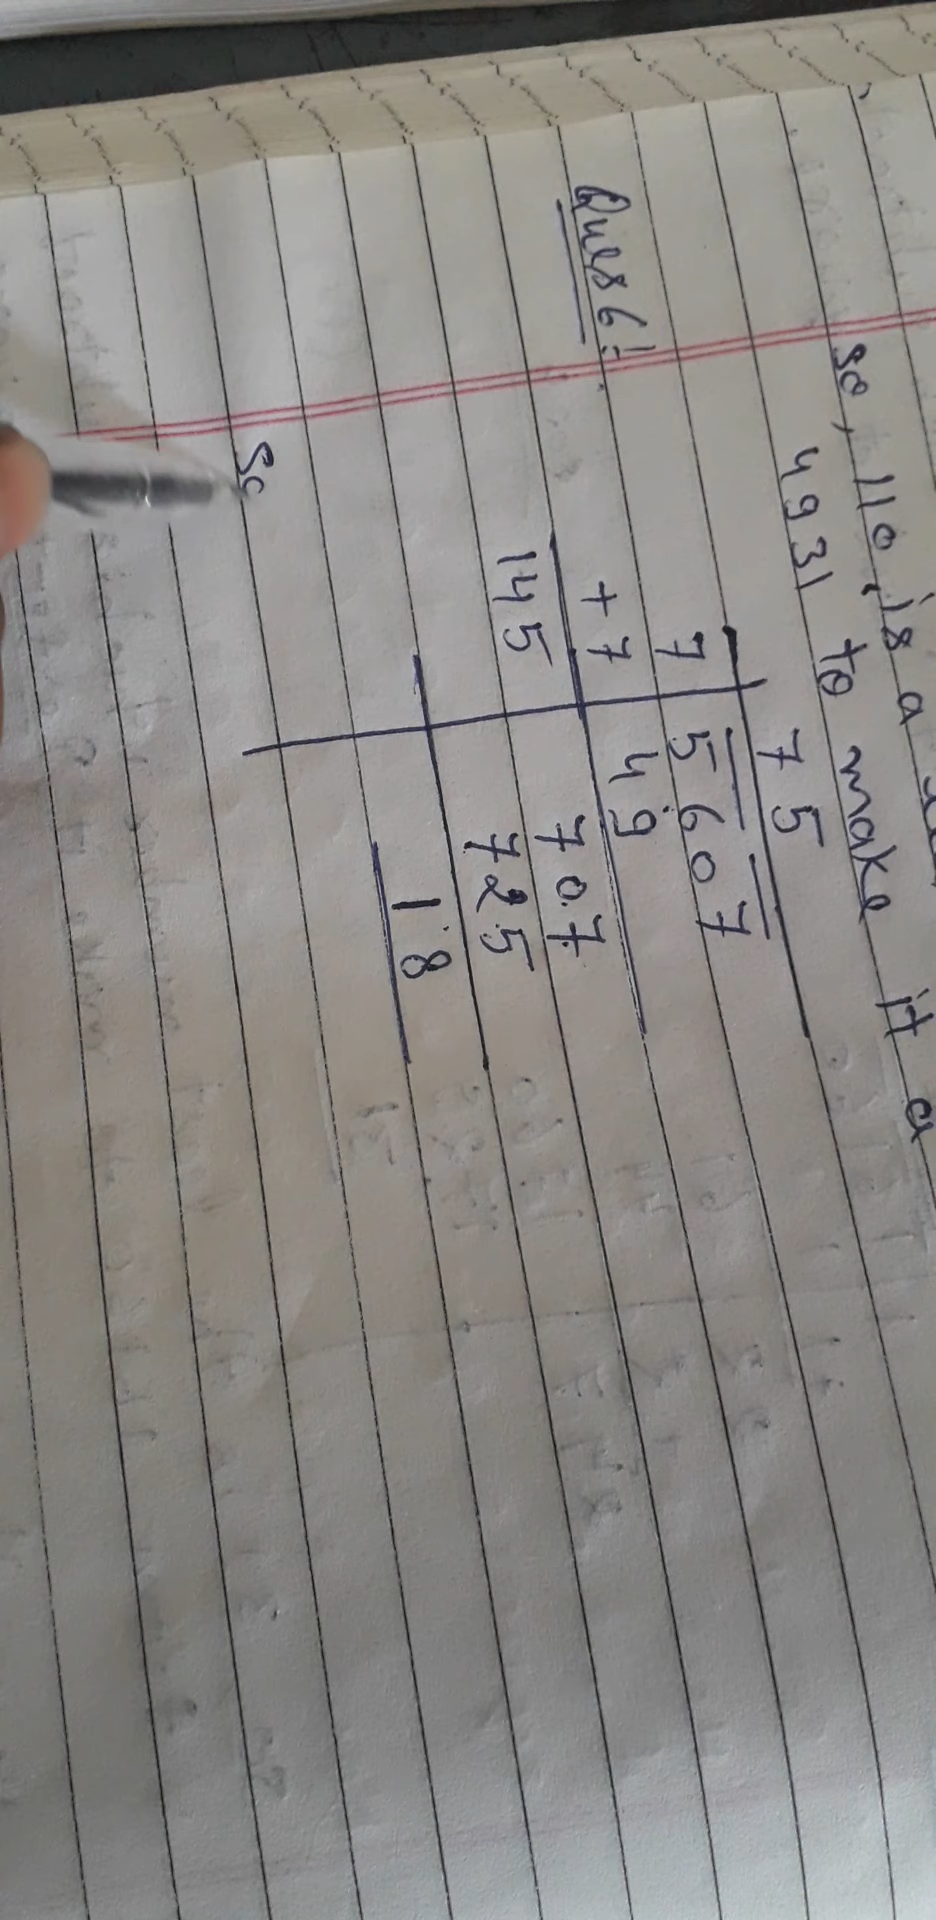 so, 110, is a
4931 to make it a
Ques 6!
75
7 5607
+7 49
707
145 725
18
So